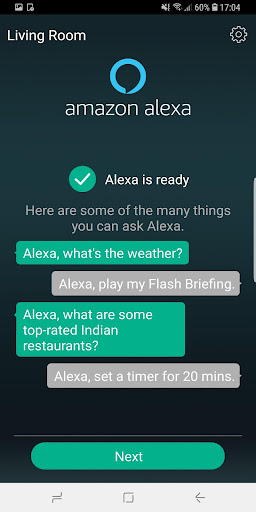 60% 17:04
Living Room
amazon alexa
Alexa is ready
Here are some of the many things
you can ask Alexa.
Alexa, what's the weather?
Alexa, play my Flash Briefing.
Alexa, what are some
top-rated Indian
restaurants?
Alexa, set a timer for 20 mins.
Next